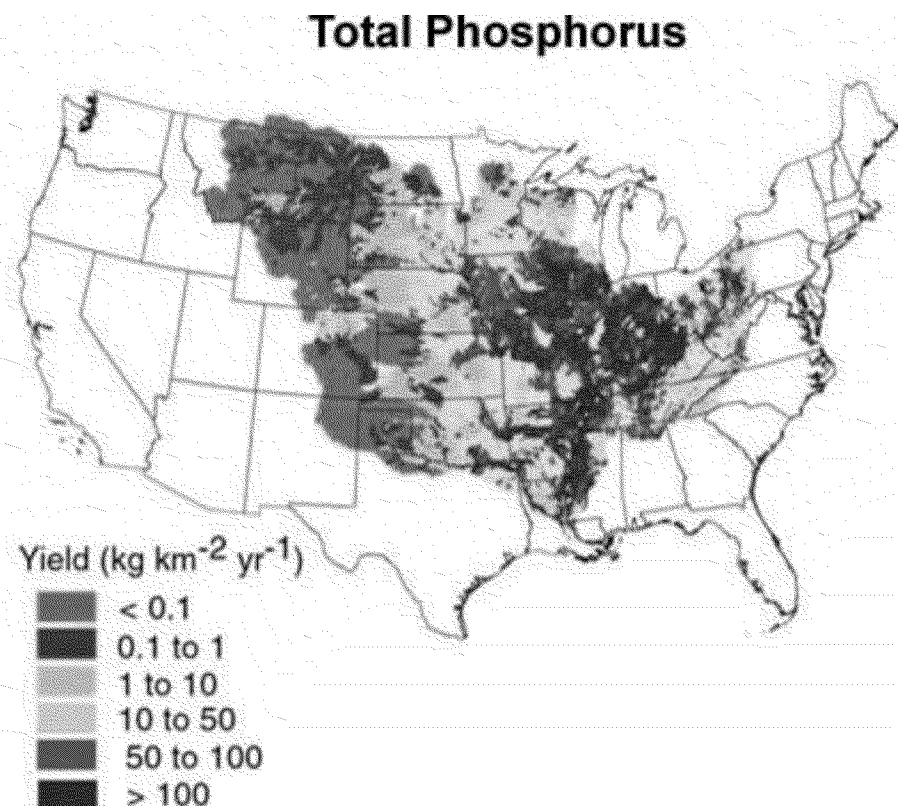 Total Phosphorus
Yield (kg km⁻² yr⁻¹)
< 0.1
0.1 to 1
1 to 10
10 to 50
50 to 100
> 100